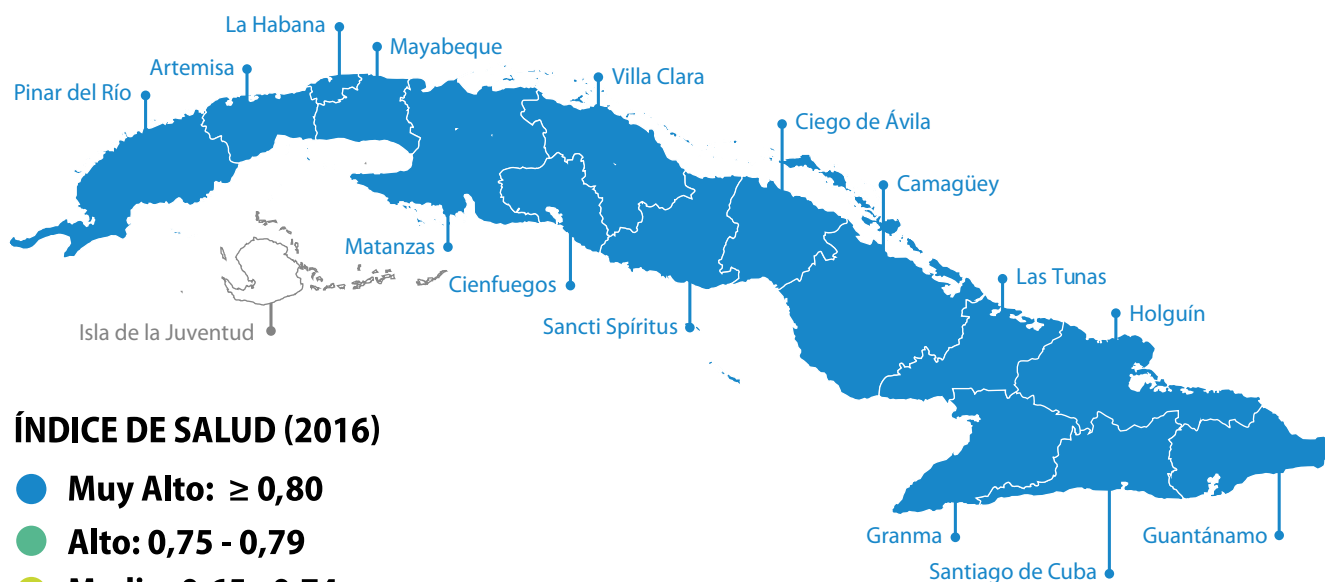 La Habana
Mayabeque
Artemisa
Villa Clara
Pinar del Río
Ciego de Ávila
Camagüey
Matanzas
Las Tunas
Cienfuegos
Holguín
Sancti Spíritus
Isla de la Juventud
ÍNDICE DE SALUD (2016)
Muy Alto: ≥ 0,80
Alto: 0,75 - 0,79
Granma
Guantánamo
Santiago de Cuba